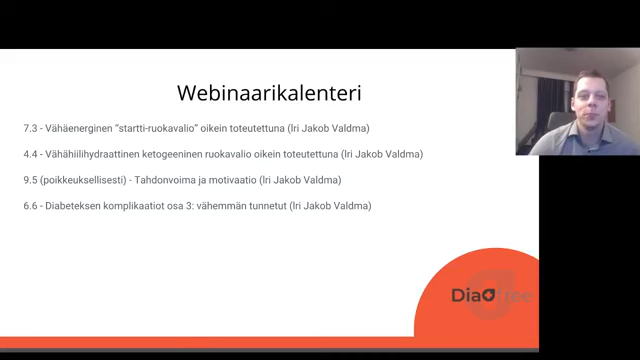 Webinaarikalenteri
7.3 - Vähäenerginen “startti-ruokavalio” oikein toteutettuna (lri Jakob Valdma)
4.4 - Vähähiilihydraattinen ketogeeninen ruokavalio oikein toteutettuna (lri Jakob Valdma)
9.5 (poikkeuksellisesti) - Tahdonvoima ja motivaatio (lri Jakob Valdma)
6.6 - Diabeteksen komplikaatiot osa 3: vähemmän tunnetut (lri Jakob Valdma)
Diafree